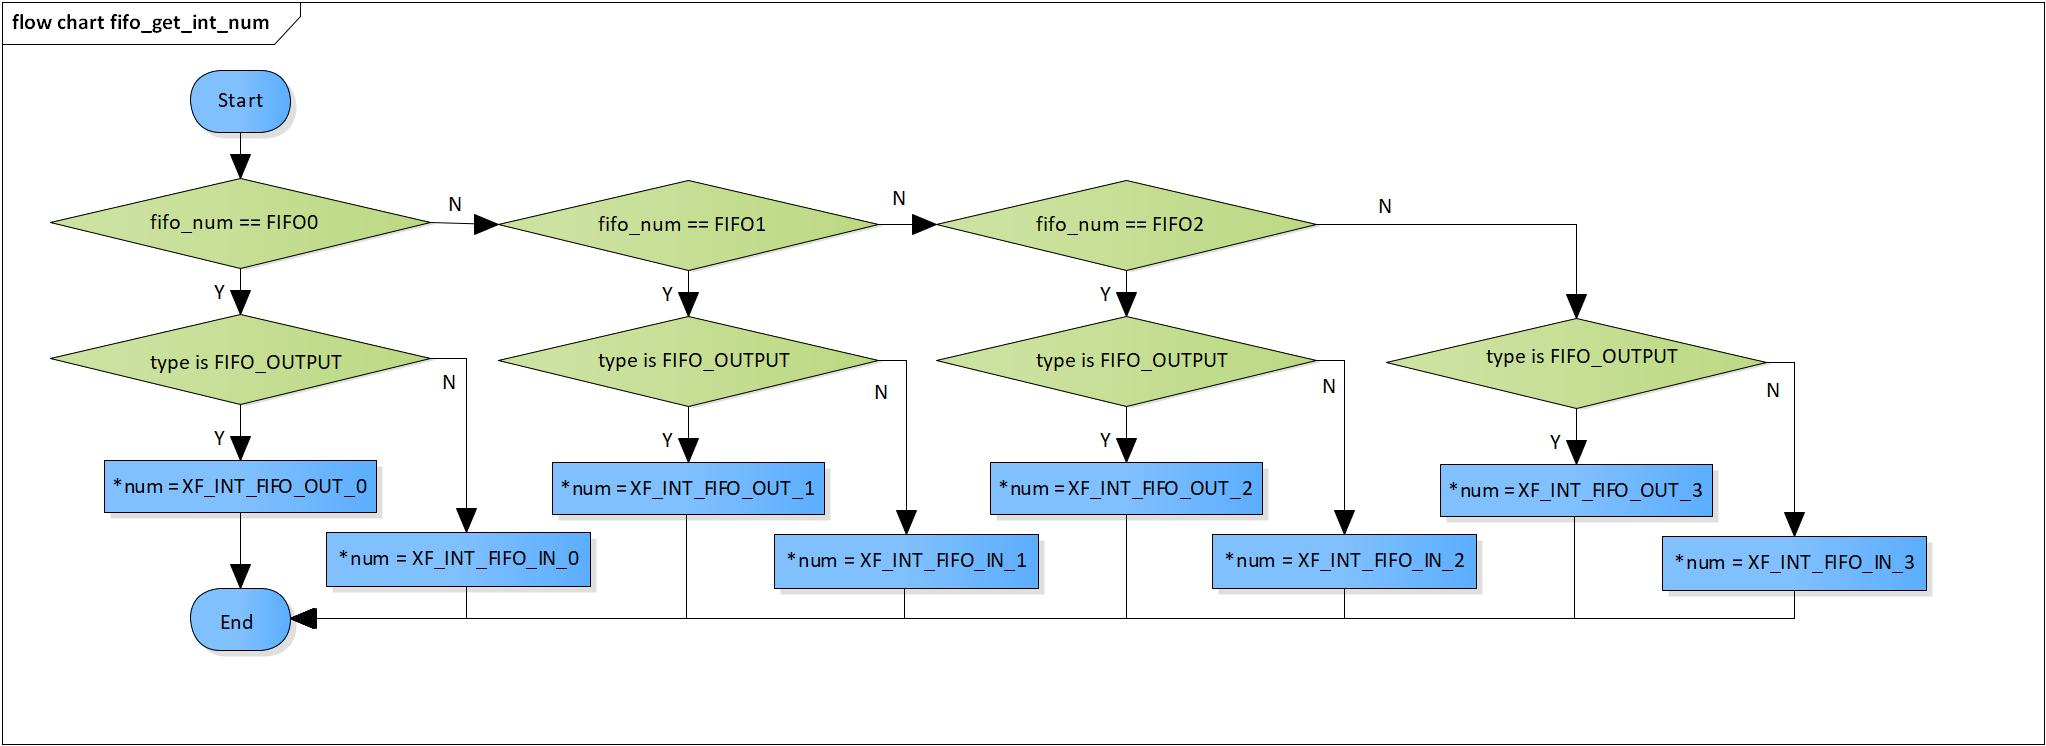 flow chart fifo_get_int_num
Start
fifo_num == FIFO0
N
fifo_num == FIFO1
N
fifo_num == FIFO2
N
Y
Y
Y
type is FIFO_OUTPUT
N
type is FIFO_OUTPUT
N
type is FIFO_OUTPUT
N
type is FIFO_OUTPUT
N
Y
Y
Y
Y
*num = XF_INT_FIFO_OUT_0
*num = XF_INT_FIFO_OUT_1
*num = XF_INT_FIFO_OUT_2
*num = XF_INT_FIFO_OUT_3
*num = XF_INT_FIFO_IN_0
*num = XF_INT_FIFO_IN_1
*num = XF_INT_FIFO_IN_2
*num = XF_INT_FIFO_IN_3
End